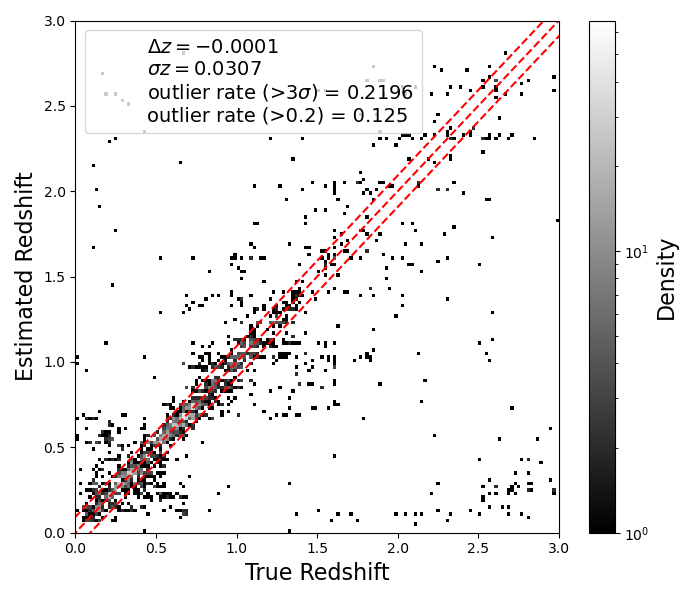 Δz = −0.0001
σz = 0.0307
outlier rate (>3σ) = 0.2196
outlier rate (>0.2) = 0.125
3.0
2.5
2.0
1.5
1.0
0.5
0.0
Estimated Redshift
0.0 0.5 1.0 1.5 2.0 2.5 3.0
True Redshift
10¹
10⁰
Density